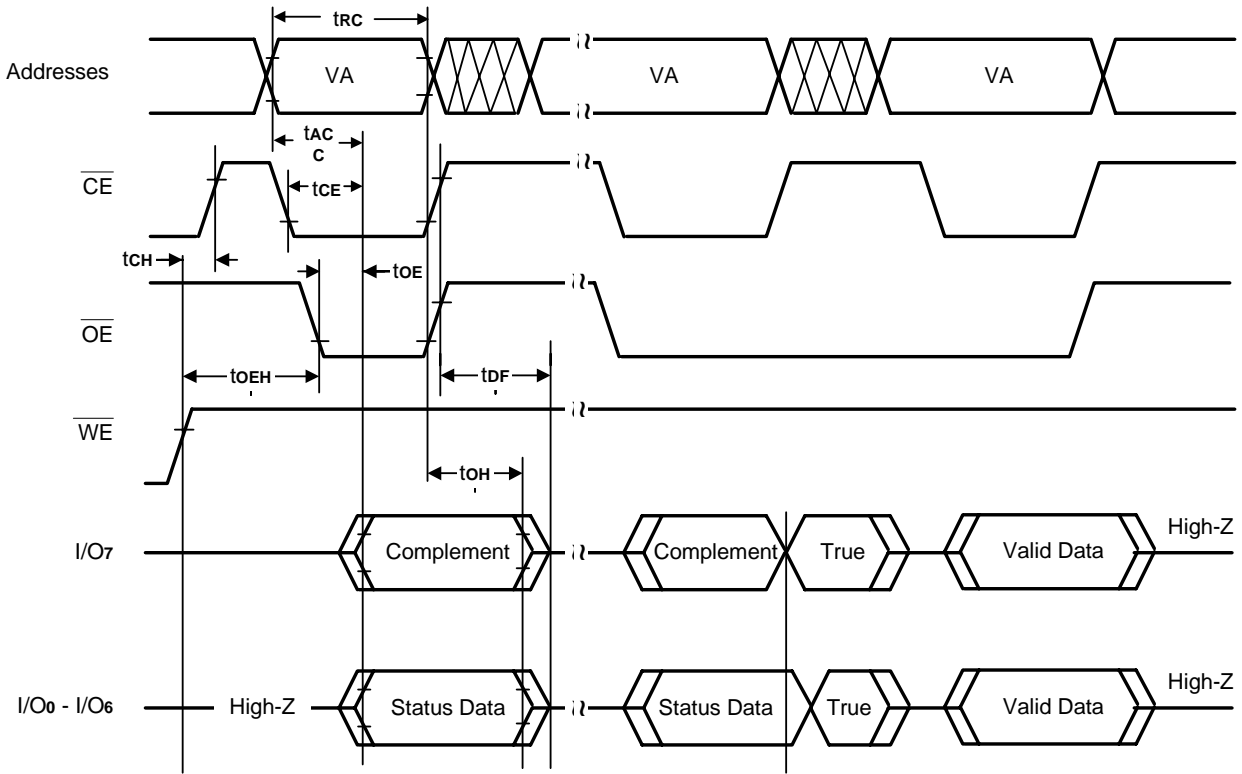 tRC
Addresses
VA
VA
VA
tAC
C
CE
tCE
tCH
tOE
OE
tOEH
tDF
WE
tOH
I/O7
Complement
Complement
True
Valid Data
High-Z
I/O0 - I/O6
High-Z
Status Data
Status Data
True
Valid Data
High-Z